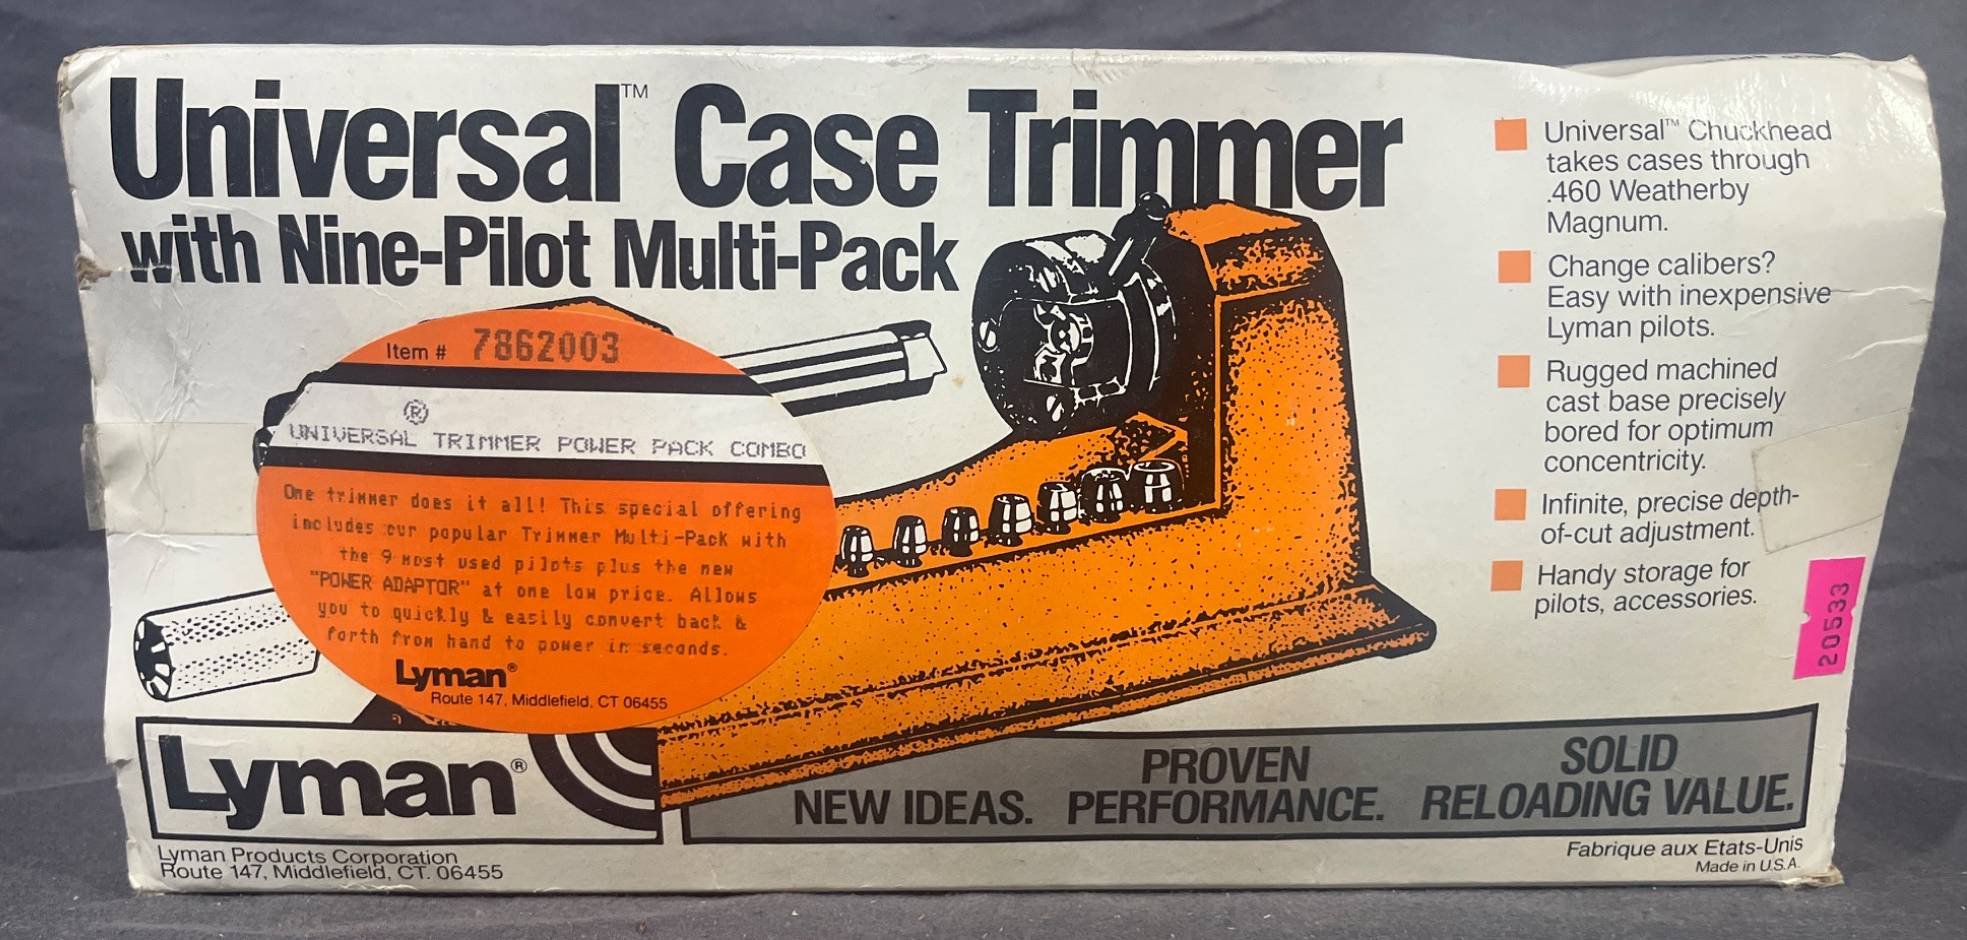 Universal™ Case Trimmer
with Nine-Pilot Multi-Pack
Item # 7862003
®
UNIVERSAL TRIMMER POWER PACK COMBO
One trimmer does it all! This special offering
includes our popular Trimmer Multi-Pack with
the 9 most used pilots plus the new
"POWER ADAPTOR" at one low price. Allows
you to quickly & easily convert back &
forth from hand to power in seconds.
Lyman®
Route 147, Middlefield, CT 06455
Universal™ Chuckhead
takes cases through
.460 Weatherby
Magnum.
Change calibers?
Easy with inexpensive
Lyman pilots.
Rugged machined
cast base precisely
bored for optimum
concentricity.
Infinite, precise depth-
of-cut adjustment.
Handy storage for
pilots, accessories.
20533
Lyman®
NEW IDEAS.
PROVEN
PERFORMANCE.
SOLID
RELOADING VALUE.
Lyman Products Corporation
Route 147, Middlefield, CT. 06455
Fabrique aux Etats-Unis
Made in U.S.A.